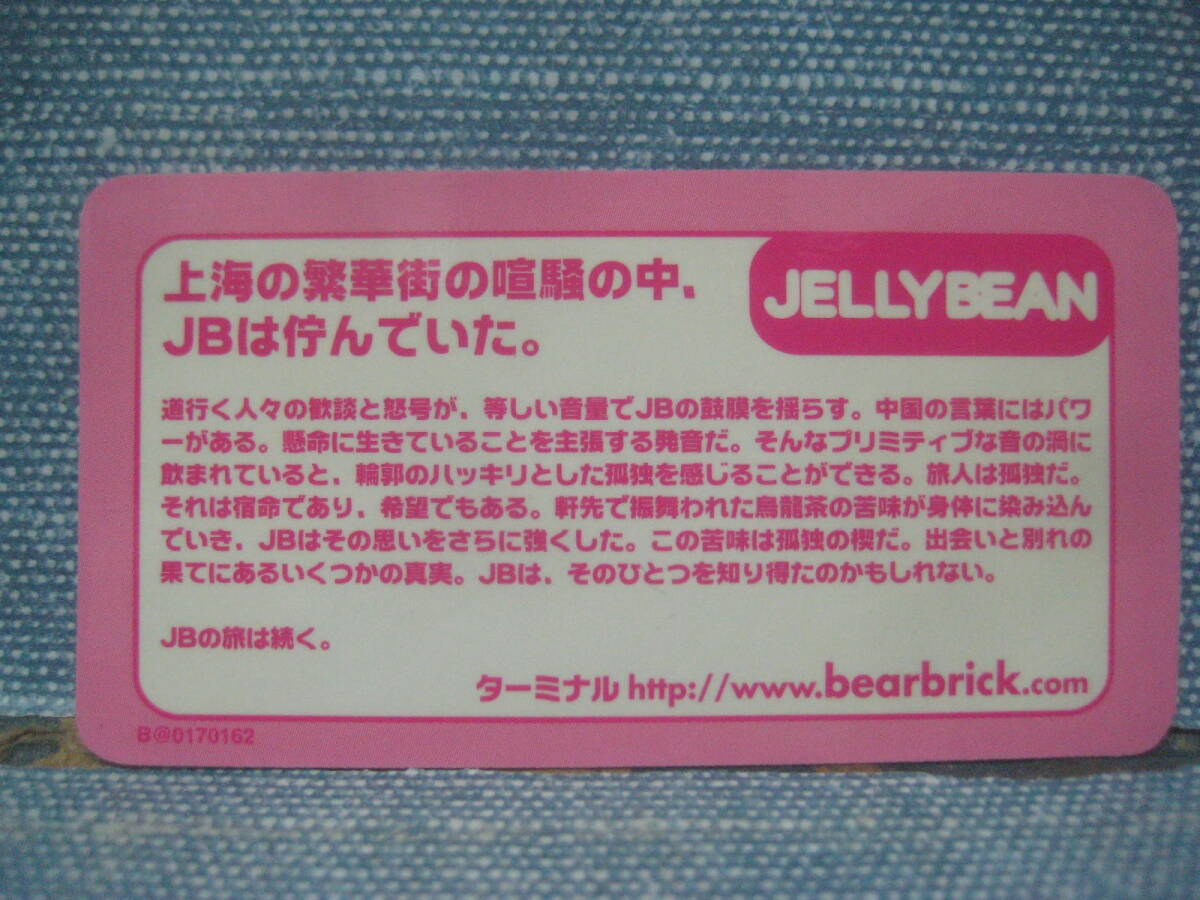 上海の繁華街の喧騒の中，
JBは佇んでいた。
JELLYBEAN
道行く人々の歓談と怒号が，等しい音量でJBの鼓膜を揺らす。中国の言葉にはパワ
ーがある。懸命に生きていることを主張する発音だ。そんなプリミティブな音の渦に
飲まれていると，輪郭のハッキリとした孤独を感じることができる。旅人は孤独だ。
それは宿命であり，希望でもある。軒先で振舞われた烏龍茶の苦味が身体に染み込ん
でいき，JBはその思いをさらに強くした。この苦味は孤独の楔だ。出会いと別れの
果てにあるいくつかの真実。JBは，そのひとつを知り得たのかもしれない。
JBの旅は続く。
ターミナル http://www.bearbrick.com
B@0170162